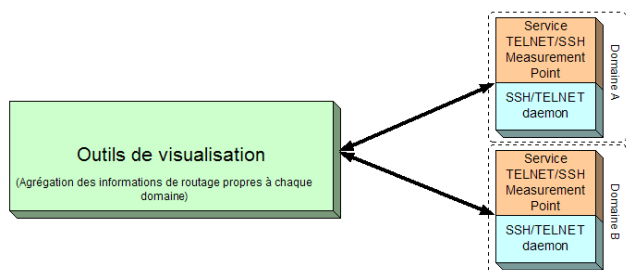 Outils de visualisation
(Agrégation des informations de routage propres à chaque
domaine)
Service
TELNET/SSH
Measurement
Point
SSH/TELNET
daemon
Domaine A
Service
TELNET/SSH
Measurement
Point
SSH/TELNET
daemon
Domaine B